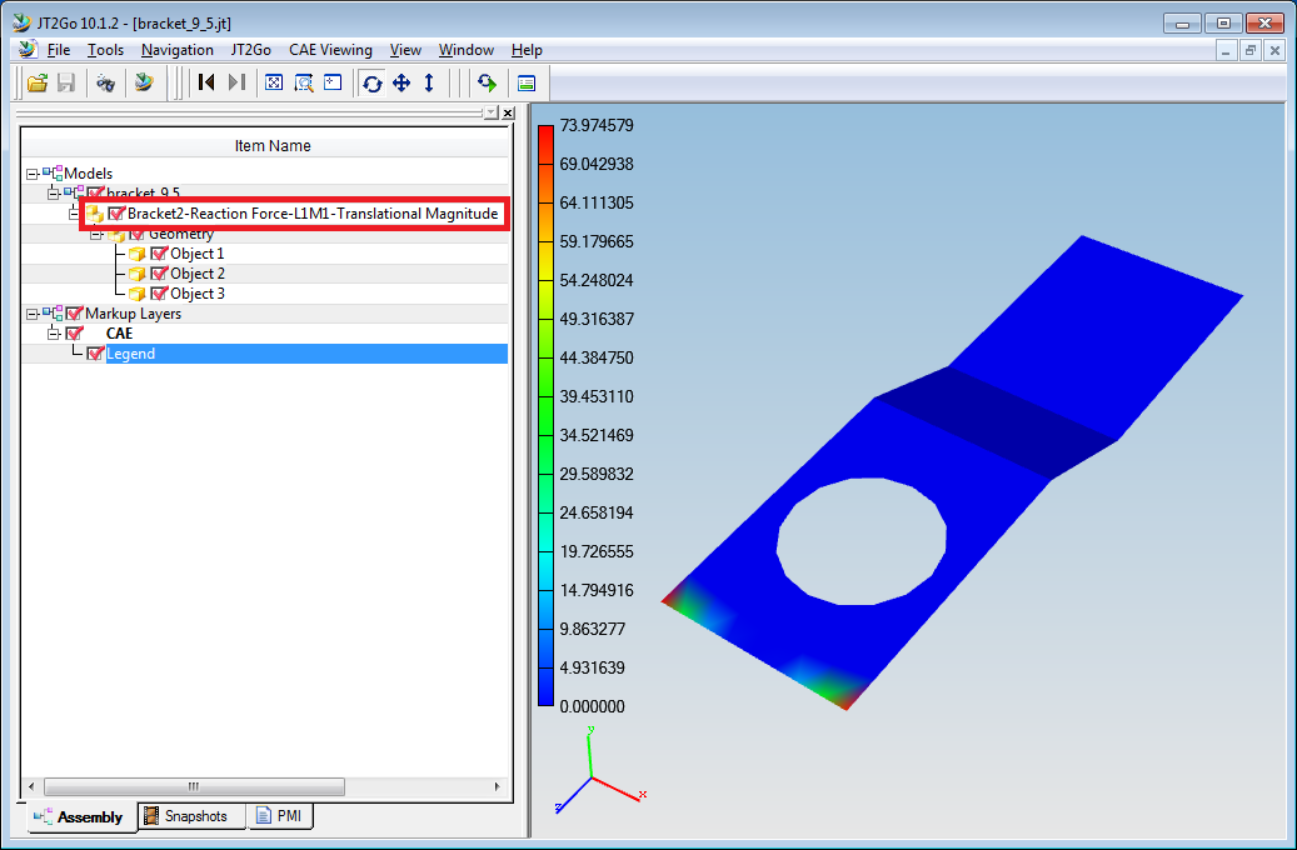 JT2Go 10.1.2 - [bracket_9_5.jt]
File Tools Navigation JT2Go CAE Viewing View Window Help
Item Name
Models
bracket_9.5
Bracket2-Reaction Force-L1M1-Translational Magnitude
Geometry
Object 1
Object 2
Object 3
Markup Layers
CAE
Legend
Assembly Snapshots PMI
73.974579
69.042938
64.111305
59.179665
54.248024
49.316387
44.384750
39.453110
34.521469
29.589832
24.658194
19.726555
14.794916
9.863277
4.931639
0.000000
y
x
z